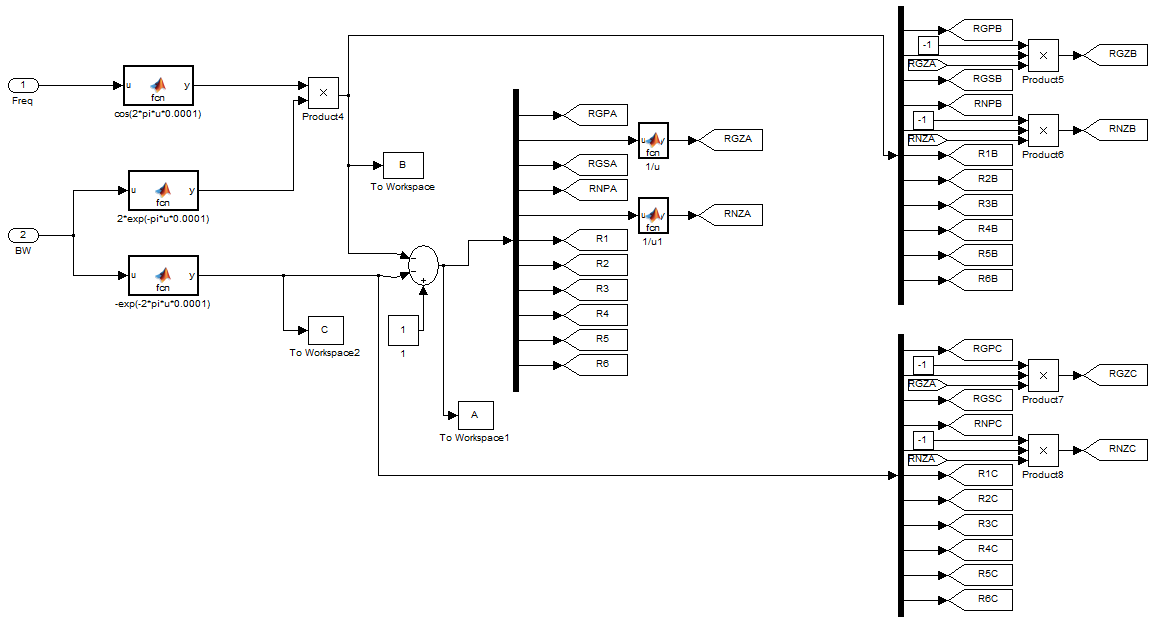 1
Freq
u
fcn
y
cos(2*pi*u*0.0001)
×
Product4
2
BW
u
fcn
y
2*exp(-pi*u*0.0001)
u
fcn
y
-exp(-2*pi*u*0.0001)
B
To Workspace
C
To Workspace2
−
−
+
1
1
A
To Workspace1
RGPA
u
y
fcn
1/u
RGZA
RGSA
RNPA
u
y
fcn
1/u1
RNZA
R1
R2
R3
R4
R5
R6
RGPB
-1
RGZA
×
Product5
RGZB
RGSB
RNPB
-1
RNZA
×
Product6
RNZB
R1B
R2B
R3B
R4B
R5B
R6B
RGPC
-1
RGZA
×
Product7
RGZC
RGSC
RNPC
-1
RNZA
×
Product8
RNZC
R1C
R2C
R3C
R4C
R5C
R6C